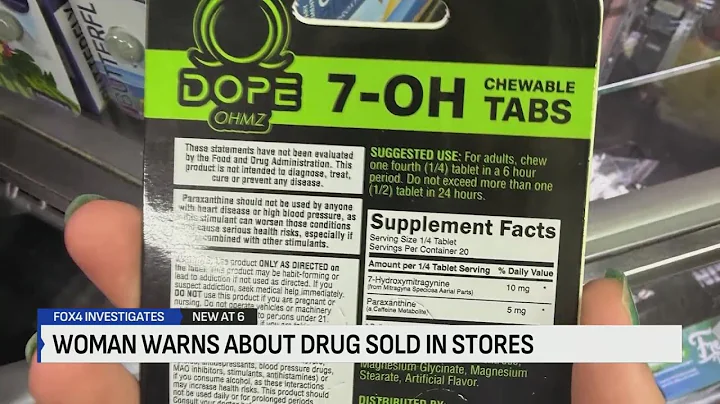 DOPE
OHMZ
7-OH
CHEWABLE
TABS
These statements have not been evaluated
by the Food and Drug Administration. This
product is not intended to diagnose, treat,
cure or prevent any disease.
Paraxanthine should not be used by anyone
with heart disease or high blood pressure, as
stimulant can worsen those conditions
cause serious health risks, especially if
combined with other stimulants.
product ONLY AS DIRECTED on
the label. This product may be habit-forming or
lead to addiction if not used as directed. If you
suspect addiction, seek medical help immediately.
DO NOT use this product if you are pregnant or
nursing. Do not operate vehicles or machinery
to persons under 21.
SUGGESTED USE: For adults, chew
one fourth (1/4) tablet in a 6 hour
period. Do not exceed more than one
(1/2) tablet in 24 hours.
Supplement Facts
Serving Size 1/4 Tablet
Servings Per Container 20
Amount per 1/4 Tablet Serving % Daily Value
7-Hydroxymitragynine 10 mg *
(from Mitragyna Speciosa Aerial Parts)
Paraxanthine 5 mg *
(a Caffeine Metabolite)
FOX4 INVESTIGATES NEW AT 6
WOMAN WARNS ABOUT DRUG SOLD IN STORES
antidepressants, blood pressure drugs,
MAO inhibitors, stimulants, antihistamines) or
if you consume alcohol, as these interactions
may increase health risks. This product should
not be used daily or for prolonged periods.
Magnesium Glycinate, Magnesium
Stearate, Artificial Flavor.
DISTRIBUTED BY
BUTTERFL